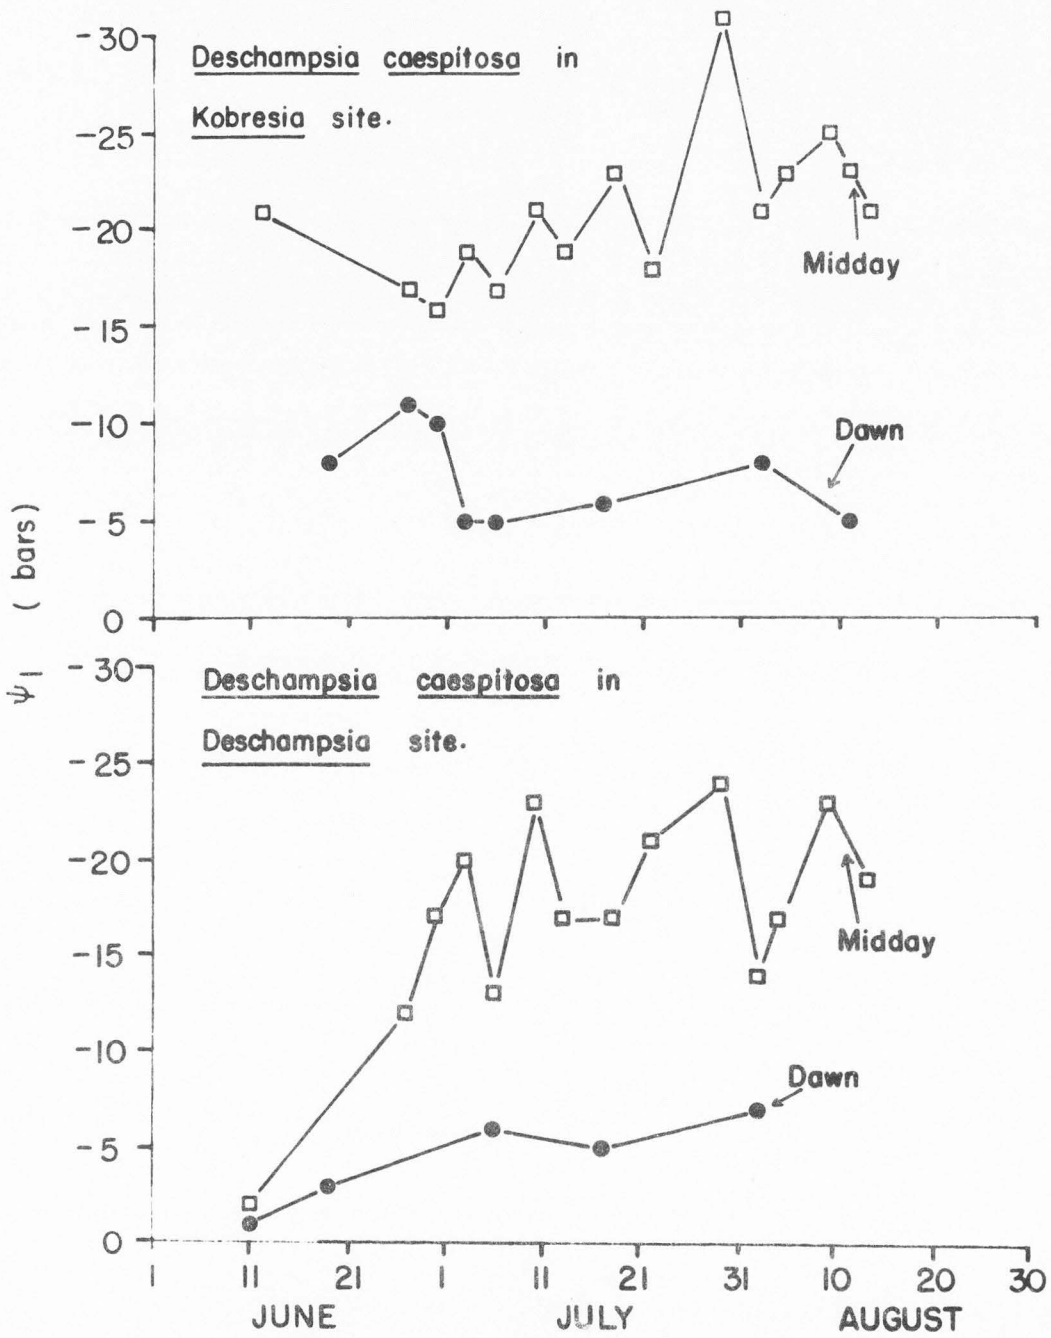 Deschampsia caespitosa in
Kobresia site.
-30
-25
-20
-15
-10
-5
0
Midday
Dawn
ψl (bars)
Deschampsia caespitosa in
Deschampsia site.
-30
-25
-20
-15
-10
-5
0
Midday
Dawn
1 11 21 1 11 21 31 10 20 30
JUNE JULY AUGUST